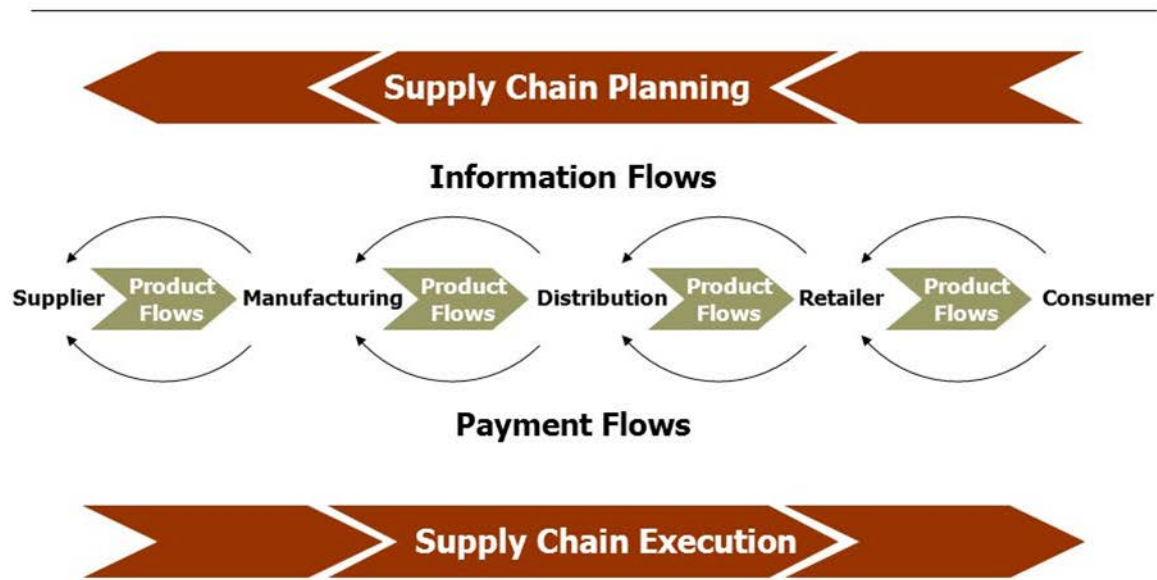 Supply Chain Planning
Information Flows
Supplier
Product
Flows
Manufacturing
Product
Flows
Distribution
Product
Flows
Retailer
Product
Flows
Consumer
Payment Flows
Supply Chain Execution